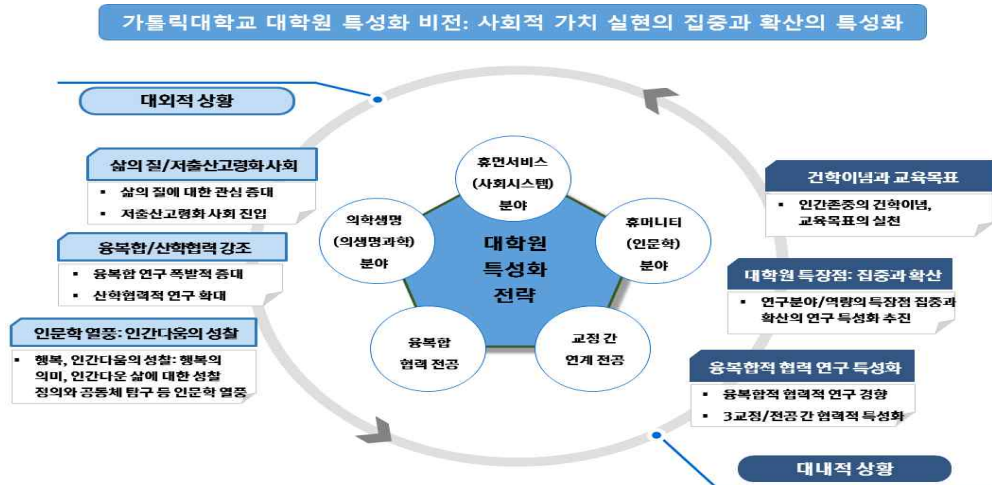 가톨릭대학교 대학원 특성화 비전: 사회적 가치 실현의 집중과 확산의 특성화
대외적 상황
삶의 질/저출산고령화사회
▪ 삶의 질에 대한 관심 증대
▪ 저출산고령화 사회 진입
융복합/산학협력 강조
▪ 융복합 연구 폭발적 증대
▪ 산학협력적 연구 확대
인문학 열풍: 인간다움의 성찰
▪ 행복, 인간다움의 성찰: 행복의
의미, 인간다운 삶에 대한 성찰
정의와 공동체 탐구 등 인문학 열풍
휴먼서비스
(사회시스템)
분야
의학생명
(의생명과학)
분야
휴머니티
(인문학)
분야
대학원
특성화
전략
융복합
협력 전공
교정 간
연계 전공
건학이념과 교육목표
▪ 인간존중의 건학이념,
교육목표의 실천
대학원 특장점: 집중과 확산
▪ 연구분야/역량의 특장점 집중과
확산의 연구 특성화 추진
융복합적 협력 연구 특성화
▪ 융복합적 협력적 연구 경향
▪ 3교정/전공 간 협력적 특성화
대내적 상황